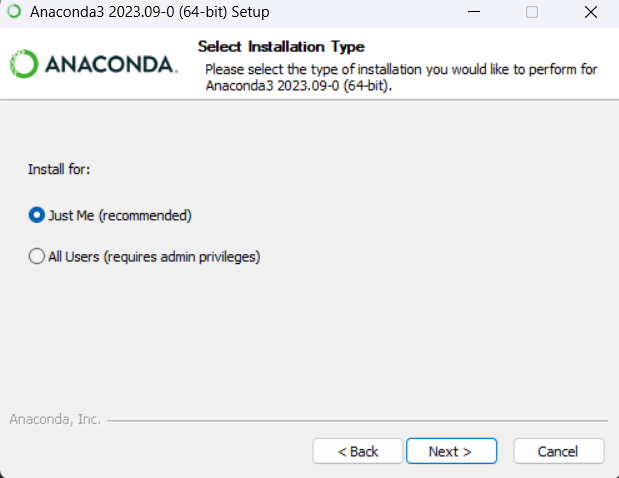 Anaconda3 2023.09-0 (64-bit) Setup
ANACONDA.
Select Installation Type
Please select the type of installation you would like to perform for
Anaconda3 2023.09-0 (64-bit).
Install for:
Just Me (recommended)
All Users (requires admin privileges)
Anaconda, Inc.
< Back Next > Cancel